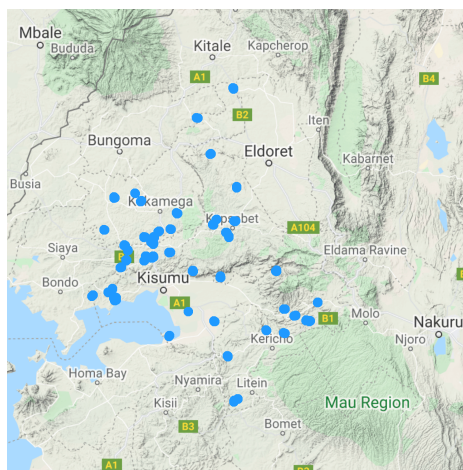 Mbale
Bududa
Kitale
Kapcherop
A1
B4
B2
Iten
Bungoma
Eldoret
Kabarnet
Busia
Kakamega
Kapsabet
A104
Siaya
Eldama Ravine
Kisumu
Bondo
A1
B1
Molo
Nakuru
Kericho
Njoro
Homa Bay
Nyamira
Litein
Kisii
Mau Region
B3
Bomet
A1
B3